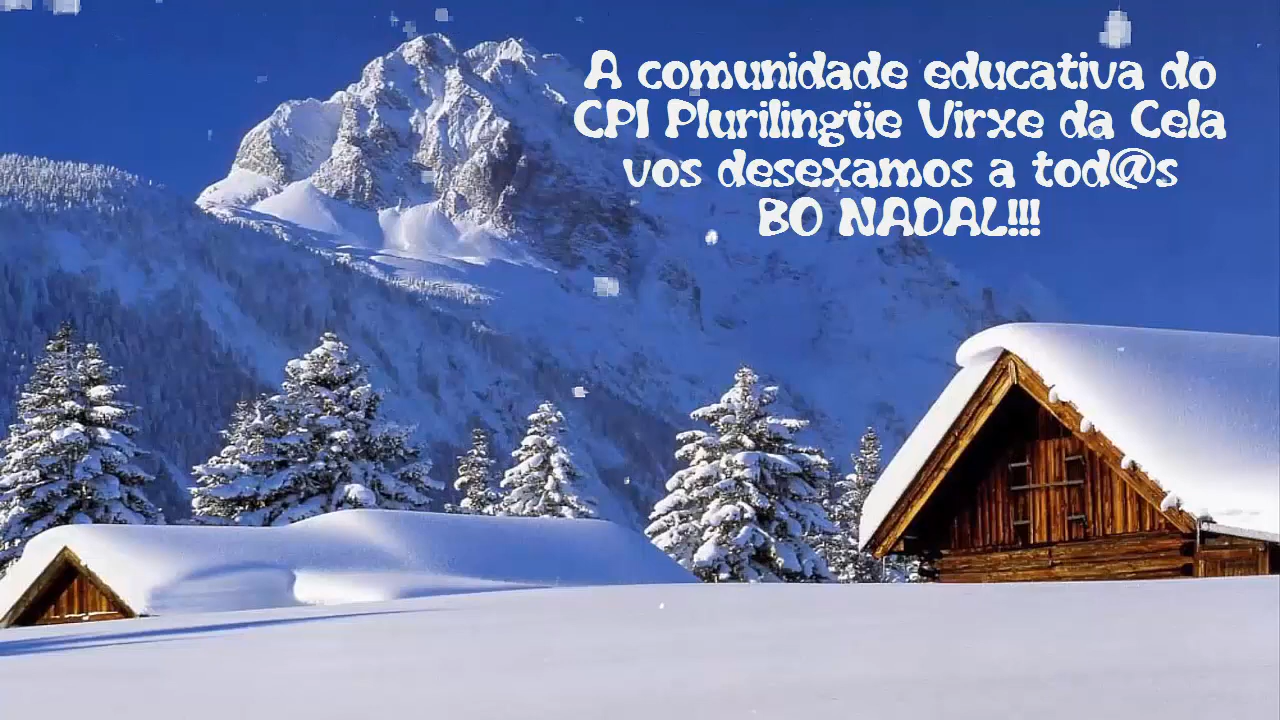 A comunidade educativa do
CPI Plurilingüe Virxe da Cela
vos desexamos a tod@s
BO NADAL!!!